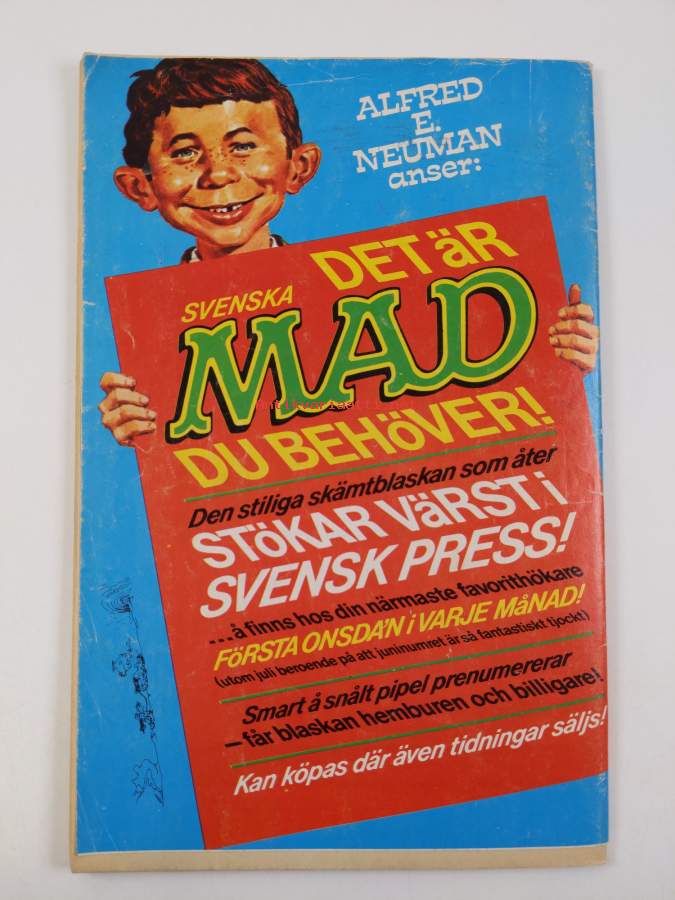 ALFRED
E.
NEUMAN
anser:
DET äR
SVENSKA
MAD
DU BEHöVER!
Den stiliga skämtblaskan som åter
STöKAR VäRST i
SVENSK PRESS!
...å finns hos din närmaste favorithökare
FöRSTA ONSDA'N i VARJE MåNAD!
(utom juli beroende på att juninumret är så fantastiskt tjockt)
Smart å snålt pipel prenumererar
– får blaskan hemburen och billigare!
Kan köpas där även tidningar säljs!